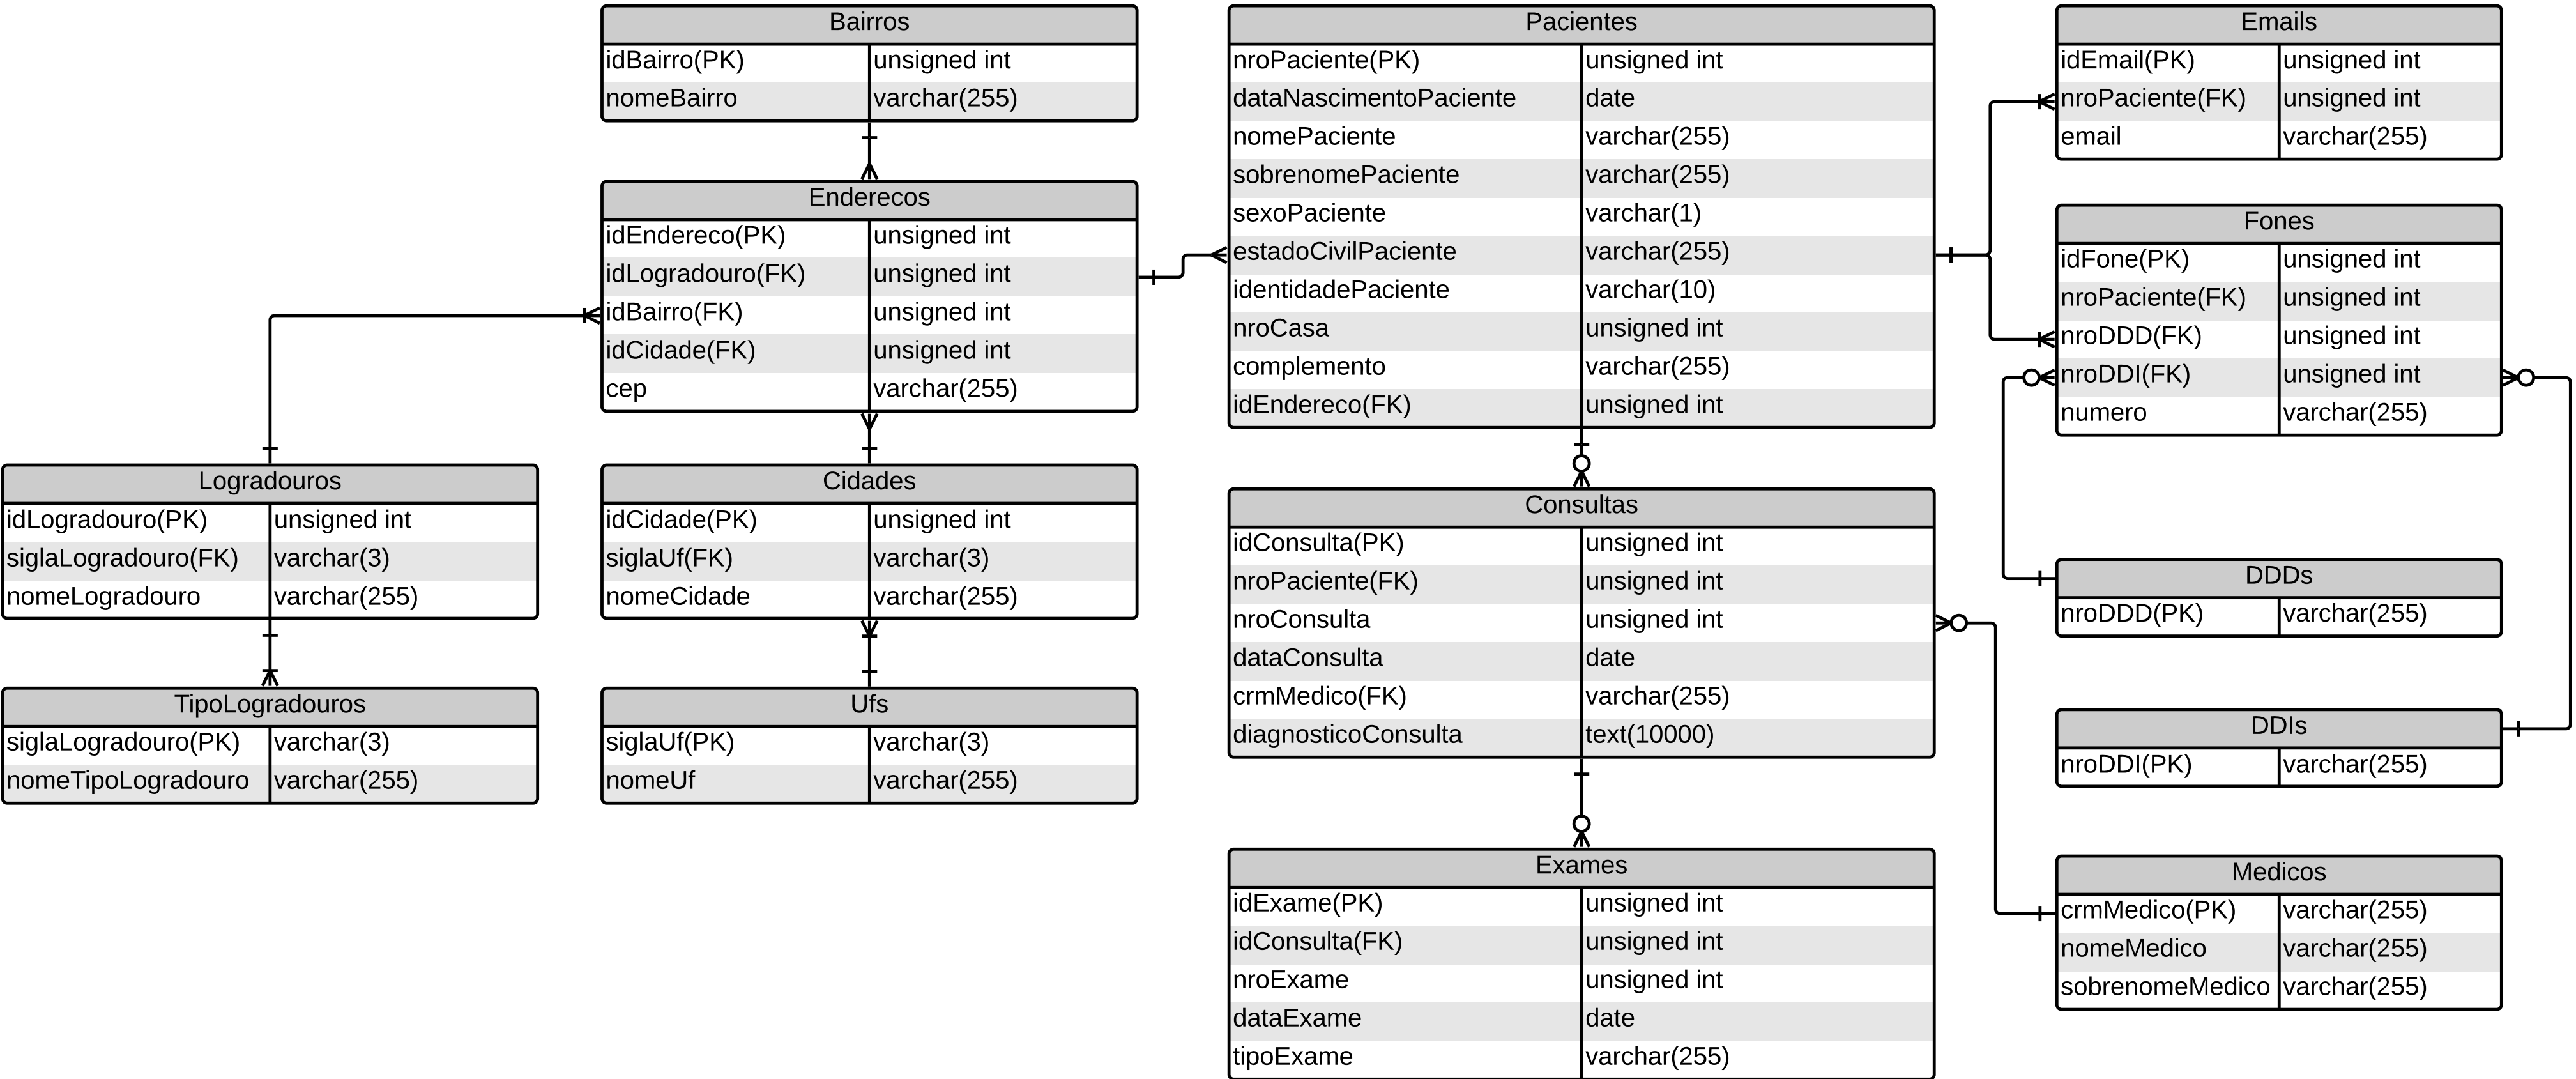 Bairros
idBairro(PK) unsigned int
nomeBairro varchar(255)
Enderecos
idEndereco(PK) unsigned int
idLogradouro(FK) unsigned int
idBairro(FK) unsigned int
idCidade(FK) unsigned int
cep varchar(255)
Logradouros
idLogradouro(PK) unsigned int
siglaLogradouro(FK) varchar(3)
nomeLogradouro varchar(255)
TipoLogradouros
siglaLogradouro(PK) varchar(3)
nomeTipoLogradouro varchar(255)
Cidades
idCidade(PK) unsigned int
siglaUf(FK) varchar(3)
nomeCidade varchar(255)
Ufs
siglaUf(PK) varchar(3)
nomeUf varchar(255)
Pacientes
nroPaciente(PK) unsigned int
dataNascimentoPaciente date
nomePaciente varchar(255)
sobrenomePaciente varchar(255)
sexoPaciente varchar(1)
estadoCivilPaciente varchar(255)
identidadePaciente varchar(10)
nroCasa unsigned int
complemento varchar(255)
idEndereco(FK) unsigned int
Consultas
idConsulta(PK) unsigned int
nroPaciente(FK) unsigned int
nroConsulta unsigned int
dataConsulta date
crmMedico(FK) varchar(255)
diagnosticoConsulta text(10000)
Exames
idExame(PK) unsigned int
idConsulta(FK) unsigned int
nroExame unsigned int
dataExame date
tipoExame varchar(255)
Emails
idEmail(PK) unsigned int
nroPaciente(FK) unsigned int
email varchar(255)
Fones
idFone(PK) unsigned int
nroPaciente(FK) unsigned int
nroDDD(FK) unsigned int
nroDDI(FK) unsigned int
numero varchar(255)
DDDs
nroDDD(PK) varchar(255)
DDIs
nroDDI(PK) varchar(255)
Medicos
crmMedico(PK) varchar(255)
nomeMedico varchar(255)
sobrenomeMedico varchar(255)